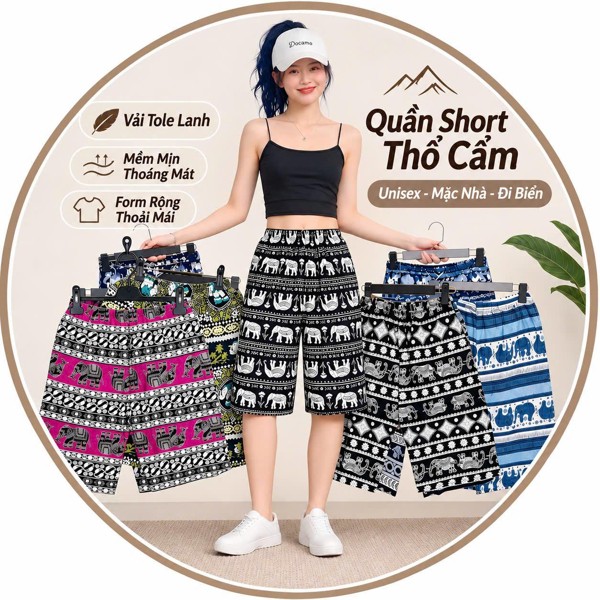 Docama
Vải Tole Lanh
Mềm Mịn
Thoáng Mát
Form Rộng
Thoải Mái
Quần Short
Thổ Cẩm
Unisex - Mặc Nhà - Đi Biển